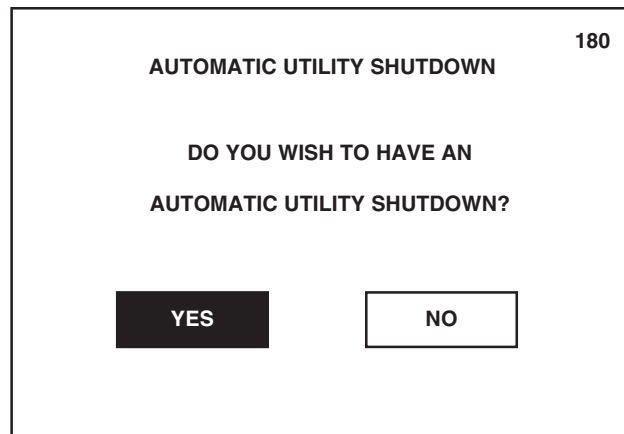 180
AUTOMATIC UTILITY SHUTDOWN
DO YOU WISH TO HAVE AN
AUTOMATIC UTILITY SHUTDOWN?
YES
NO